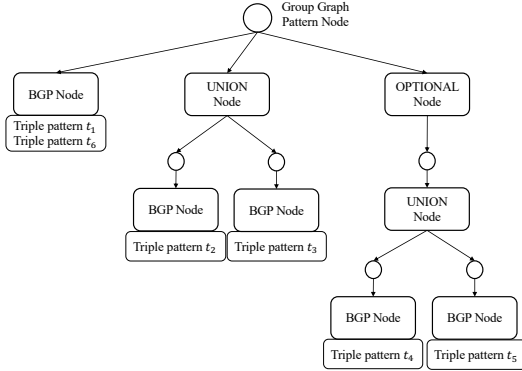 Group Graph
Pattern Node
BGP Node
Triple pattern t₁
Triple pattern t₆
UNION
Node
OPTIONAL
Node
BGP Node
Triple pattern t₂
BGP Node
Triple pattern t₃
UNION
Node
BGP Node
Triple pattern t₄
BGP Node
Triple pattern t₅